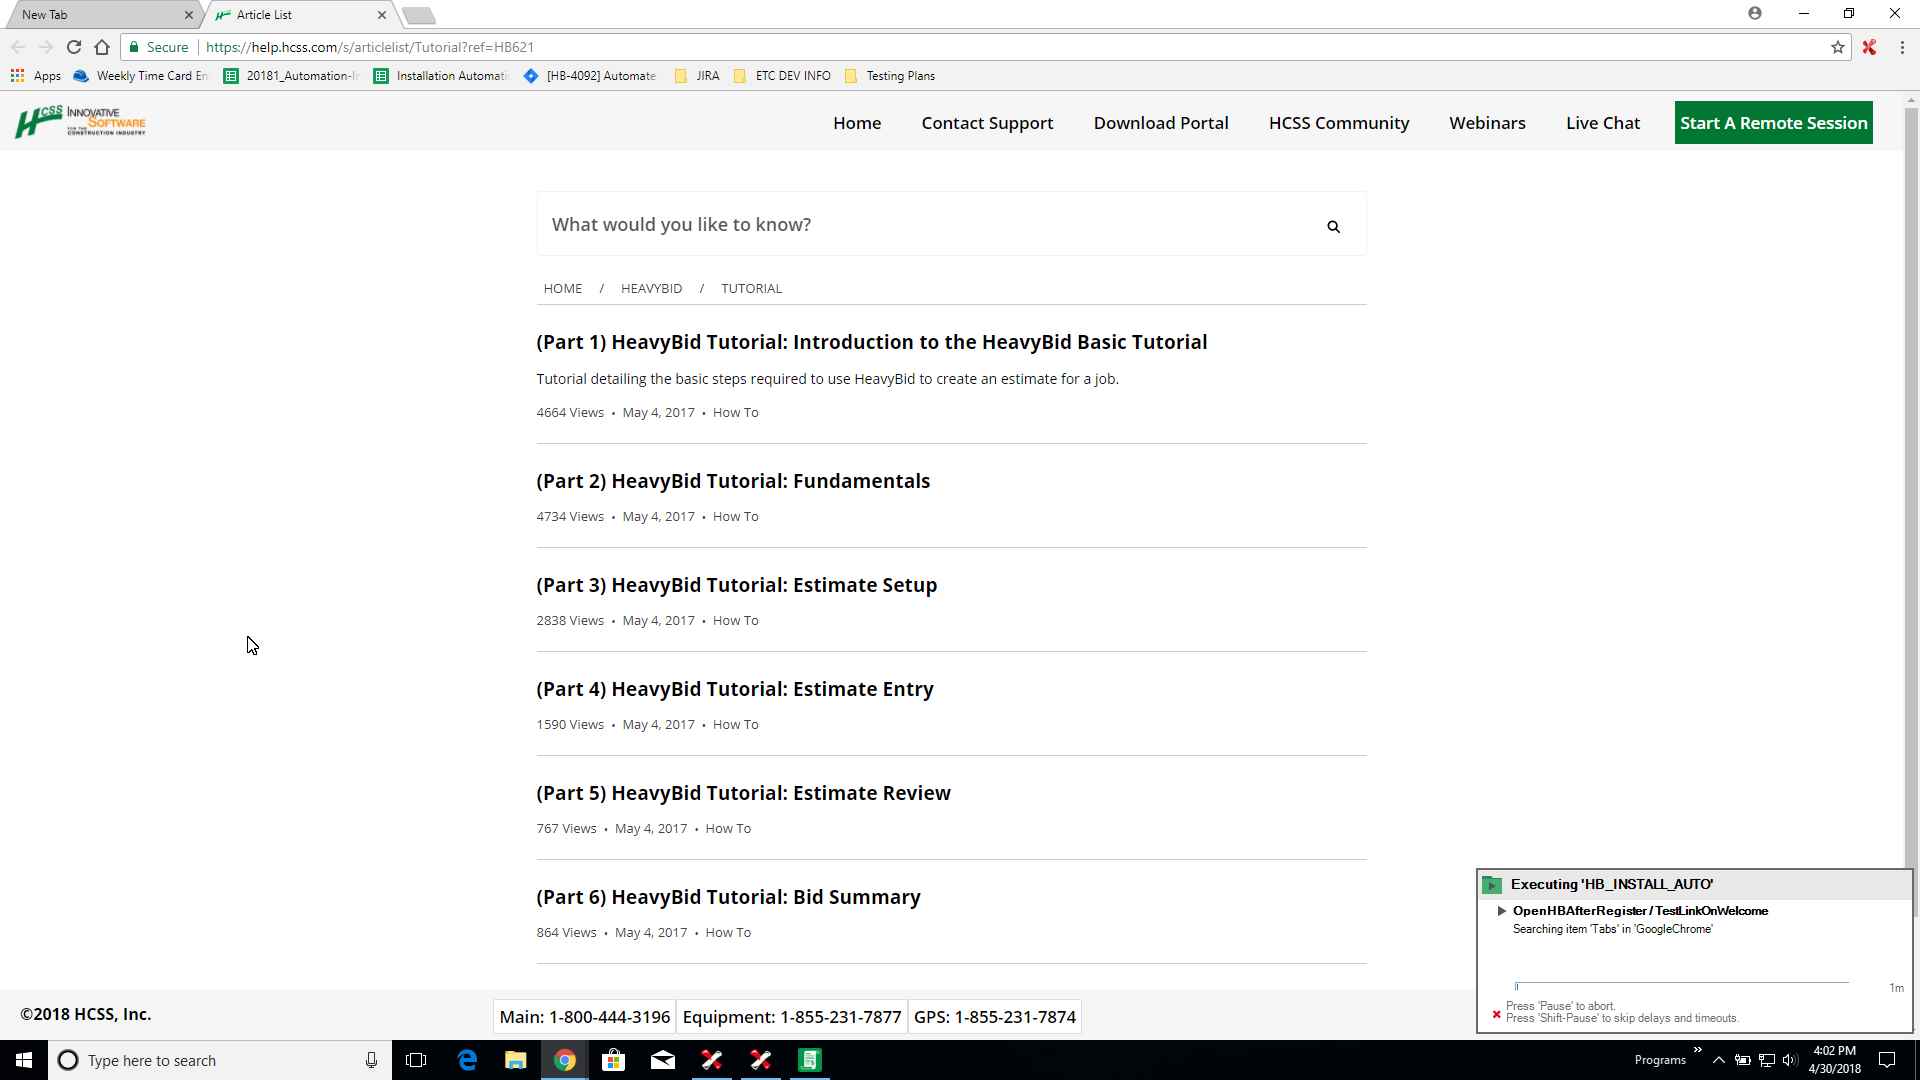 New Tab
Article List
Secure
https://help.hcss.com/s/articlelist/Tutorial?ref=HB621
Apps
Weekly Time Card En
20181_Automation-In
Installation Automati
[HB-4092] Automate
JIRA
ETC DEV INFO
Testing Plans
HCSS INNOVATIVE SOFTWARE FOR THE CONSTRUCTION INDUSTRY
Home
Contact Support
Download Portal
HCSS Community
Webinars
Live Chat
Start A Remote Session
What would you like to know?
HOME / HEAVYBID / TUTORIAL
(Part 1) HeavyBid Tutorial: Introduction to the HeavyBid Basic Tutorial
Tutorial detailing the basic steps required to use HeavyBid to create an estimate for a job.
4664 Views • May 4, 2017 • How To
(Part 2) HeavyBid Tutorial: Fundamentals
4734 Views • May 4, 2017 • How To
(Part 3) HeavyBid Tutorial: Estimate Setup
2838 Views • May 4, 2017 • How To
(Part 4) HeavyBid Tutorial: Estimate Entry
1590 Views • May 4, 2017 • How To
(Part 5) HeavyBid Tutorial: Estimate Review
767 Views • May 4, 2017 • How To
(Part 6) HeavyBid Tutorial: Bid Summary
864 Views • May 4, 2017 • How To
Executing 'HB_INSTALL_AUTO'
OpenHBAfterRegister / TestLinkOnWelcome
Searching item 'Tabs' in 'GoogleChrome'
1m
Press 'Pause' to abort.
Press 'Shift-Pause' to skip delays and timeouts.
©2018 HCSS, Inc.
Main: 1-800-444-3196
Equipment: 1-855-231-7877
GPS: 1-855-231-7874
Type here to search
Programs
4:02 PM
4/30/2018